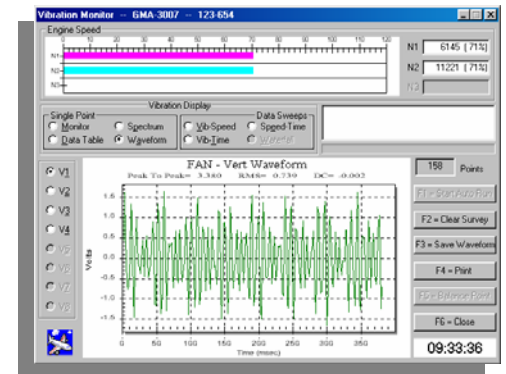 Vibration Monitor -- GMA-3007 -- 123-654
Engine Speed
0 10 20 30 40 50 60 70 80 90 100 110 120
N1-
N2-
N3-
N1 6145 (71%)
N2 11221 (71%)
N3
Vibration Display
Single Point
Data Sweeps
Monitor Spectrum Vib-Speed Speed-Time
Data Table Waveform Vib-Time Waterfall
V1
V2
V3
V4
V5
V6
V7
V8
FAN - Vert Waveform
Peak To Peak= 3.360 RMS= 0.739 DC= -0.002
Volts
1.5
1.0
0.5
0.0
-0.5
-1.0
-1.5
0 50 100 150 200 250 300 350
Time (msec)
158 Points
F1 = Start Auto Run
F2 = Clear Survey
F3 = Save Waveform
F4 = Print
F5 = Balance Point
F6 = Close
09:33:36